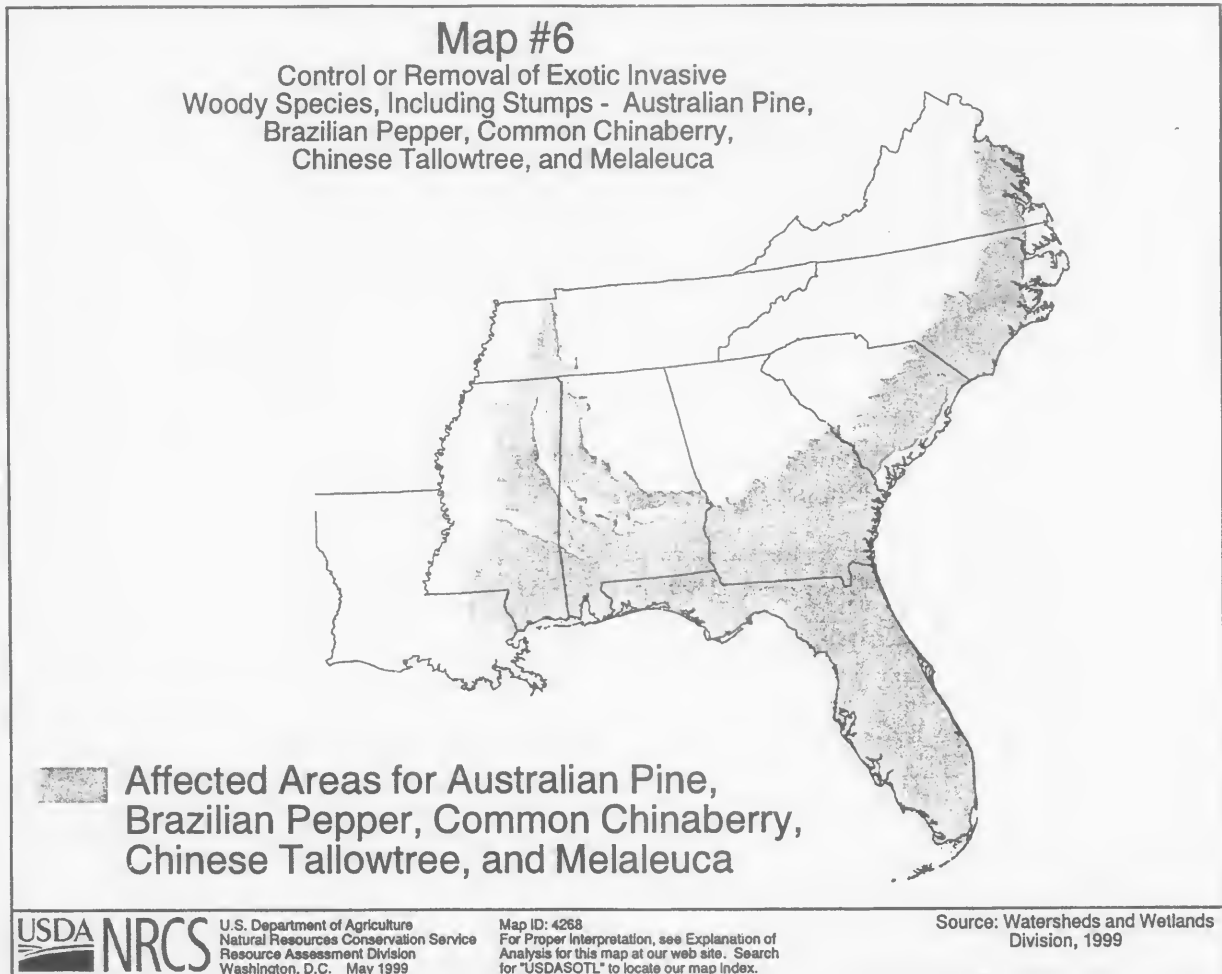 Map #6
Control or Removal of Exotic Invasive
Woody Species, Including Stumps - Australian Pine,
Brazilian Pepper, Common Chinaberry,
Chinese Tallowtree, and Melaleuca
Affected Areas for Australian Pine,
Brazilian Pepper, Common Chinaberry,
Chinese Tallowtree, and Melaleuca
USDA NRCS
U.S. Department of Agriculture
Natural Resources Conservation Service
Resource Assessment Division
Washington, D.C. May 1999
Map ID: 4268
For Proper Interpretation, see Explanation of
Analysis for this map at our web site. Search
for "USDASOTL" to locate our map index.
Source: Watersheds and Wetlands
Division, 1999